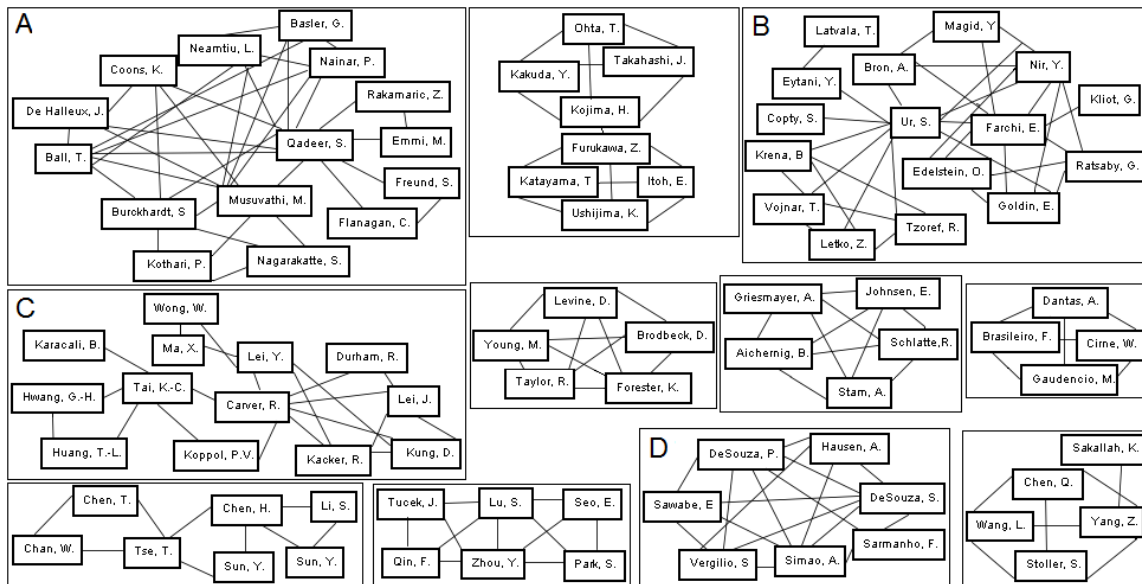 A
Basler, G.
Neamtiu, L.
Nainar, P.
Coons, K.
Rakamaric, Z.
De Halleux, J.
Qadeer, S.
Emmi, M.
Ball, T.
Freund, S.
Musuvathi, M.
Burckhardt, S
Flanagan, C.
Kothari, P.
Nagarakatte, S.
Ohta, T.
Takahashi, J.
Kakuda, Y.
Kojima, H.
Furukawa, Z.
Katayama, T
Itoh, E.
Ushijima, K.
B
Latvala, T.
Magid, Y
Bron, A.
Nir, Y.
Eytani, Y.
Kliot, G.
Copty, S.
Ur, S.
Farchi, E.
Krena, B
Edelstein, O.
Ratsaby, G.
Vojnar, T.
Goldin, E.
Letko, Z.
Tzoref, R.
C
Wong, W.
Karacali, B.
Ma, X.
Lei, Y.
Durham, R.
Tai, K.-C.
Hwang, G.-H.
Carver, R.
Lei, J.
Huang, T.-L.
Koppol, P.V.
Kacker, R.
Kung, D.
Levine, D.
Brodbeck, D.
Young, M.
Taylor, R.
Forester, K.
Griesmayer, A.
Johnsen, E.
Aichernig, B.
Schlatte,R.
Stam, A.
Dantas, A.
Brasileiro, F.
Cirne, W.
Gaudencio, M.
Chen, T.
Chen, H.
Li, S.
Chan, W.
Tse, T.
Sun, Y.
Sun, Y.
Tucek, J.
Lu, S.
Seo, E.
Qin, F.
Zhou, Y.
Park, S.
D
Hausen, A.
DeSouza, P.
Sawabe, E
DeSouza, S.
Sarmanho, F.
Vergilio, S
Simao, A.
Sakallah, K.
Chen, Q.
Wang, L.
Yang, Z.
Stoller, S.